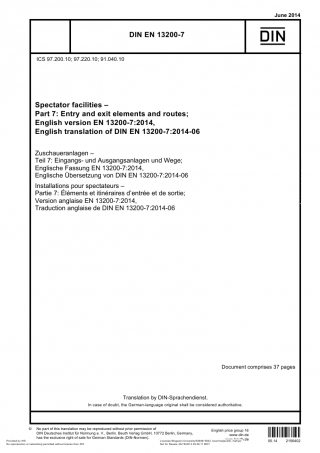 June 2014
DIN EN 13200-7
DIN
ICS 97.200.10; 97.220.10; 91.040.10
Spectator facilities –
Part 7: Entry and exit elements and routes;
English version EN 13200-7:2014,
English translation of DIN EN 13200-7:2014-06
Zuschaueranlagen –
Teil 7: Eingangs- und Ausgangsanlagen und Wege;
Englische Fassung EN 13200-7:2014,
Englische Übersetzung von DIN EN 13200-7:2014-06
Installations pour spectateurs –
Partie 7: Éléments et itinéraires d'entrée et de sortie;
Version anglaise EN 13200-7:2014,
Traduction anglaise de DIN EN 13200-7:2014-06
Document comprises 37 pages
Translation by DIN-Sprachendienst.
In case of doubt, the German-language original shall be considered authoritative.
© No part of this translation may be reproduced without prior permission of
DIN Deutsches Institut für Normung e. V., Berlin. Beuth Verlag GmbH, 10772 Berlin, Germany,
has the exclusive right of sale for German Standards (DIN-Normen).
English price group 16
www.din.de